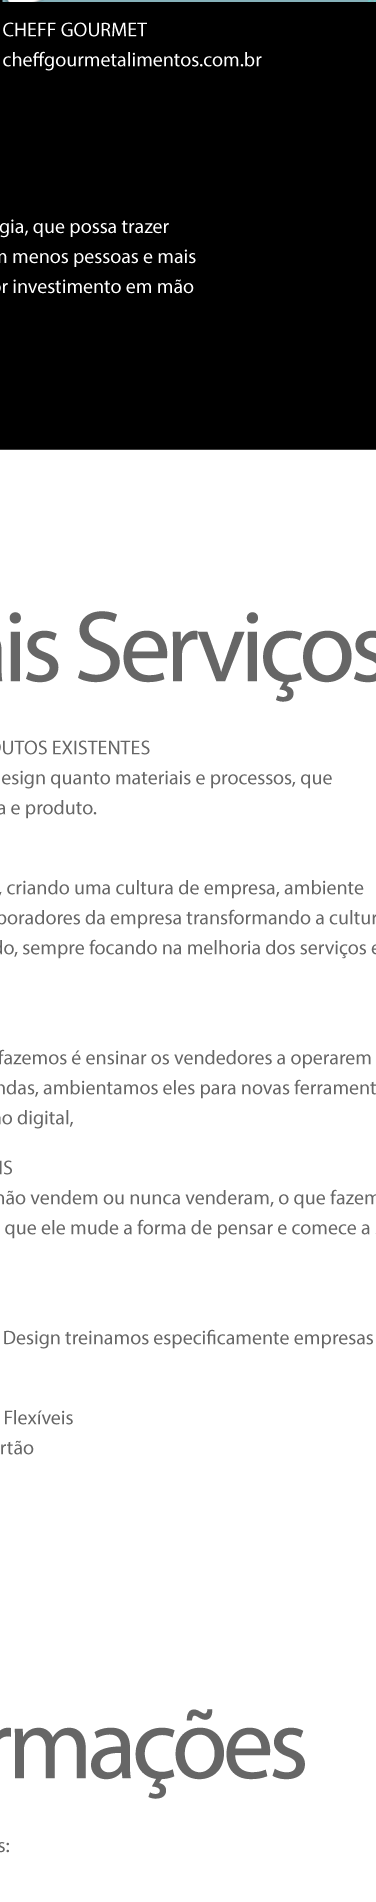 CHEFF GOURMET
cheffgourmetalimentos.com.br
gia, que possa trazer
menos pessoas e mais
r investimento em mão
is Serviços
UTOS EXISTENTES
esign quanto materiais e processos, que
a e produto.
, criando uma cultura de empresa, ambiente
boradores da empresa transformando a cultur
do, sempre focando na melhoria dos serviços e
fazemos é ensinar os vendedores a operarem
ndas, ambientamos eles para novas ferrament
o digital,
IS
não vendem ou nunca venderam, o que fazem
que ele mude a forma de pensar e comece a
Design treinamos especificamente empresas
Flexíveis
rtão
rmações
s: